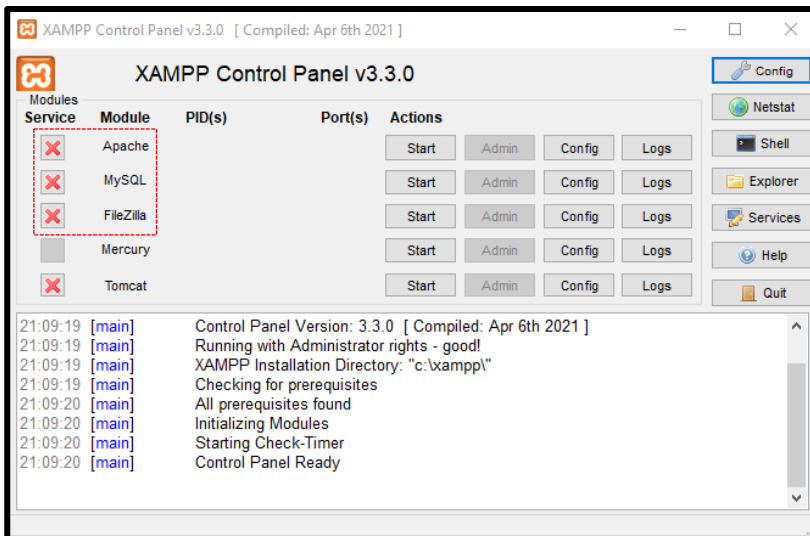 XAMPP Control Panel v3.3.0 [ Compiled: Apr 6th 2021 ]
XAMPP Control Panel v3.3.0
Config
Modules
Service Module PID(s) Port(s) Actions
Netstat
Apache Start Admin Config Logs
Shell
MySQL Start Admin Config Logs
Explorer
FileZilla Start Admin Config Logs
Services
Mercury Start Admin Config Logs
Help
Tomcat Start Admin Config Logs
Quit
21:09:19 [main] Control Panel Version: 3.3.0 [ Compiled: Apr 6th 2021 ]
21:09:19 [main] Running with Administrator rights - good!
21:09:19 [main] XAMPP Installation Directory: "c:\xampp\"
21:09:19 [main] Checking for prerequisites
21:09:20 [main] All prerequisites found
21:09:20 [main] Initializing Modules
21:09:20 [main] Starting Check-Timer
21:09:20 [main] Control Panel Ready